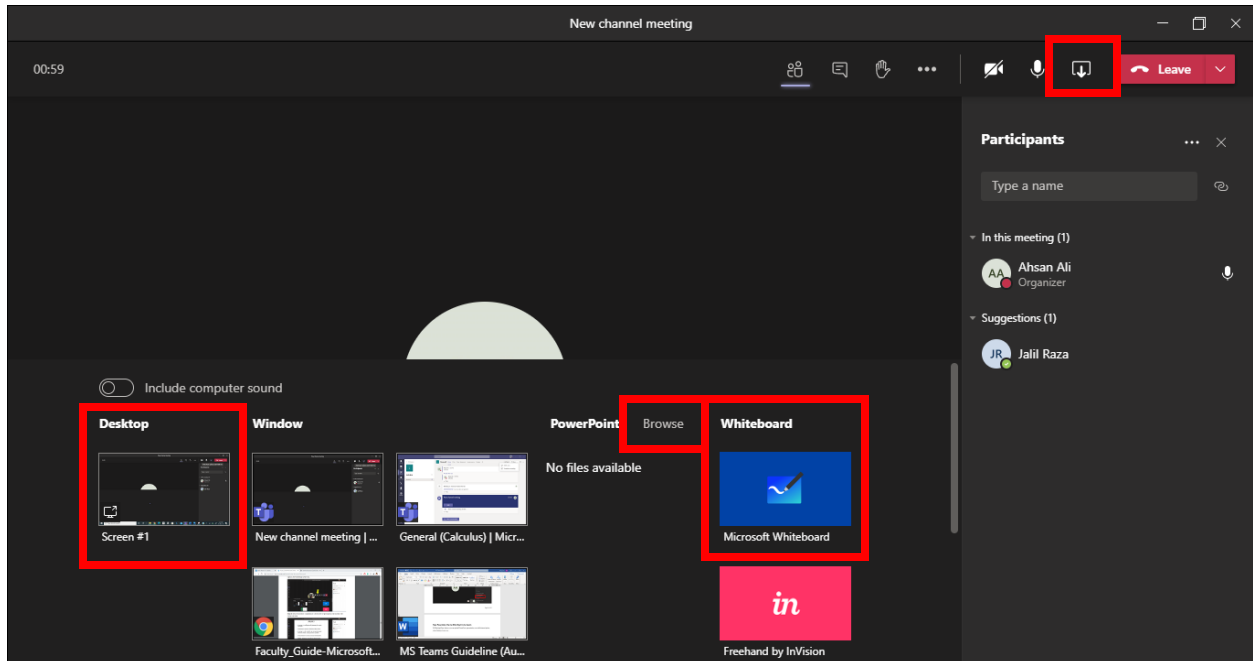 New channel meeting
00:59
Leave
Participants
Type a name
In this meeting (1)
AA
Ahsan Ali
Organizer
Suggestions (1)
JR
Jalil Raza
Include computer sound
Desktop
Window
PowerPoint
Browse
Whiteboard
No files available
Screen #1
New channel meeting | ...
General (Calculus) | Micr...
Microsoft Whiteboard
in
Faculty_Guide-Microsoft...
MS Teams Guideline (Au...
Freehand by InVision